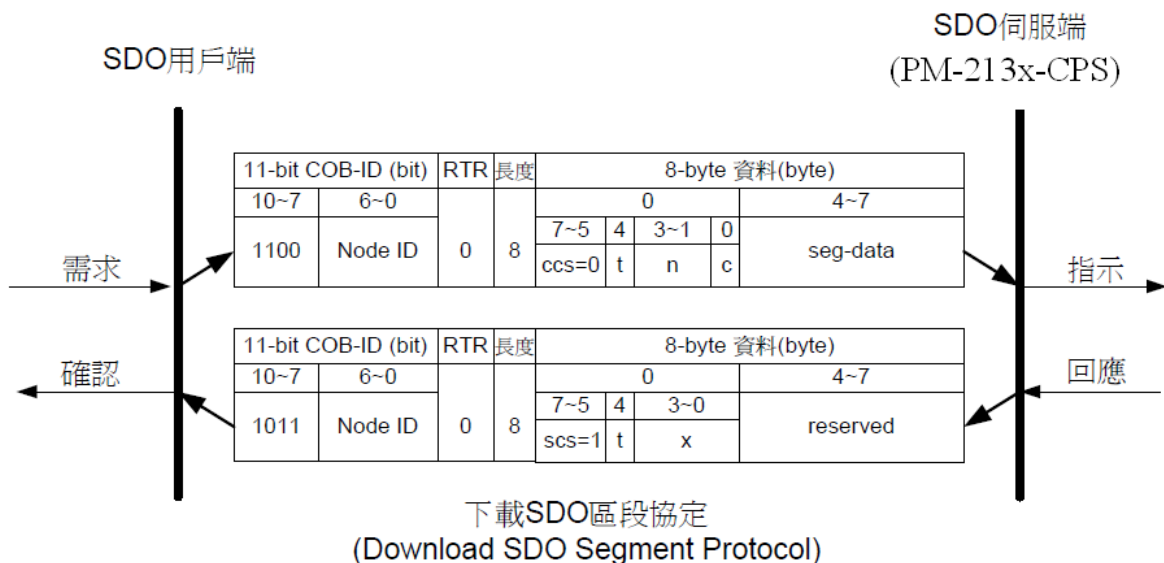 SDO用戶端
SDO伺服端
(PM-213x-CPS)
11-bit COB-ID (bit) RTR 長度 8-byte 資料(byte)
10~7 6~0 0 4~7
7~5 4 3~1 0
1100 Node ID 0 8 ccs=0 t n c seg-data
需求
指示
11-bit COB-ID (bit) RTR 長度 8-byte 資料(byte)
10~7 6~0 0 4~7
7~5 4 3~0
1011 Node ID 0 8 scs=1 t x reserved
確認
回應
下載SDO區段協定
(Download SDO Segment Protocol)